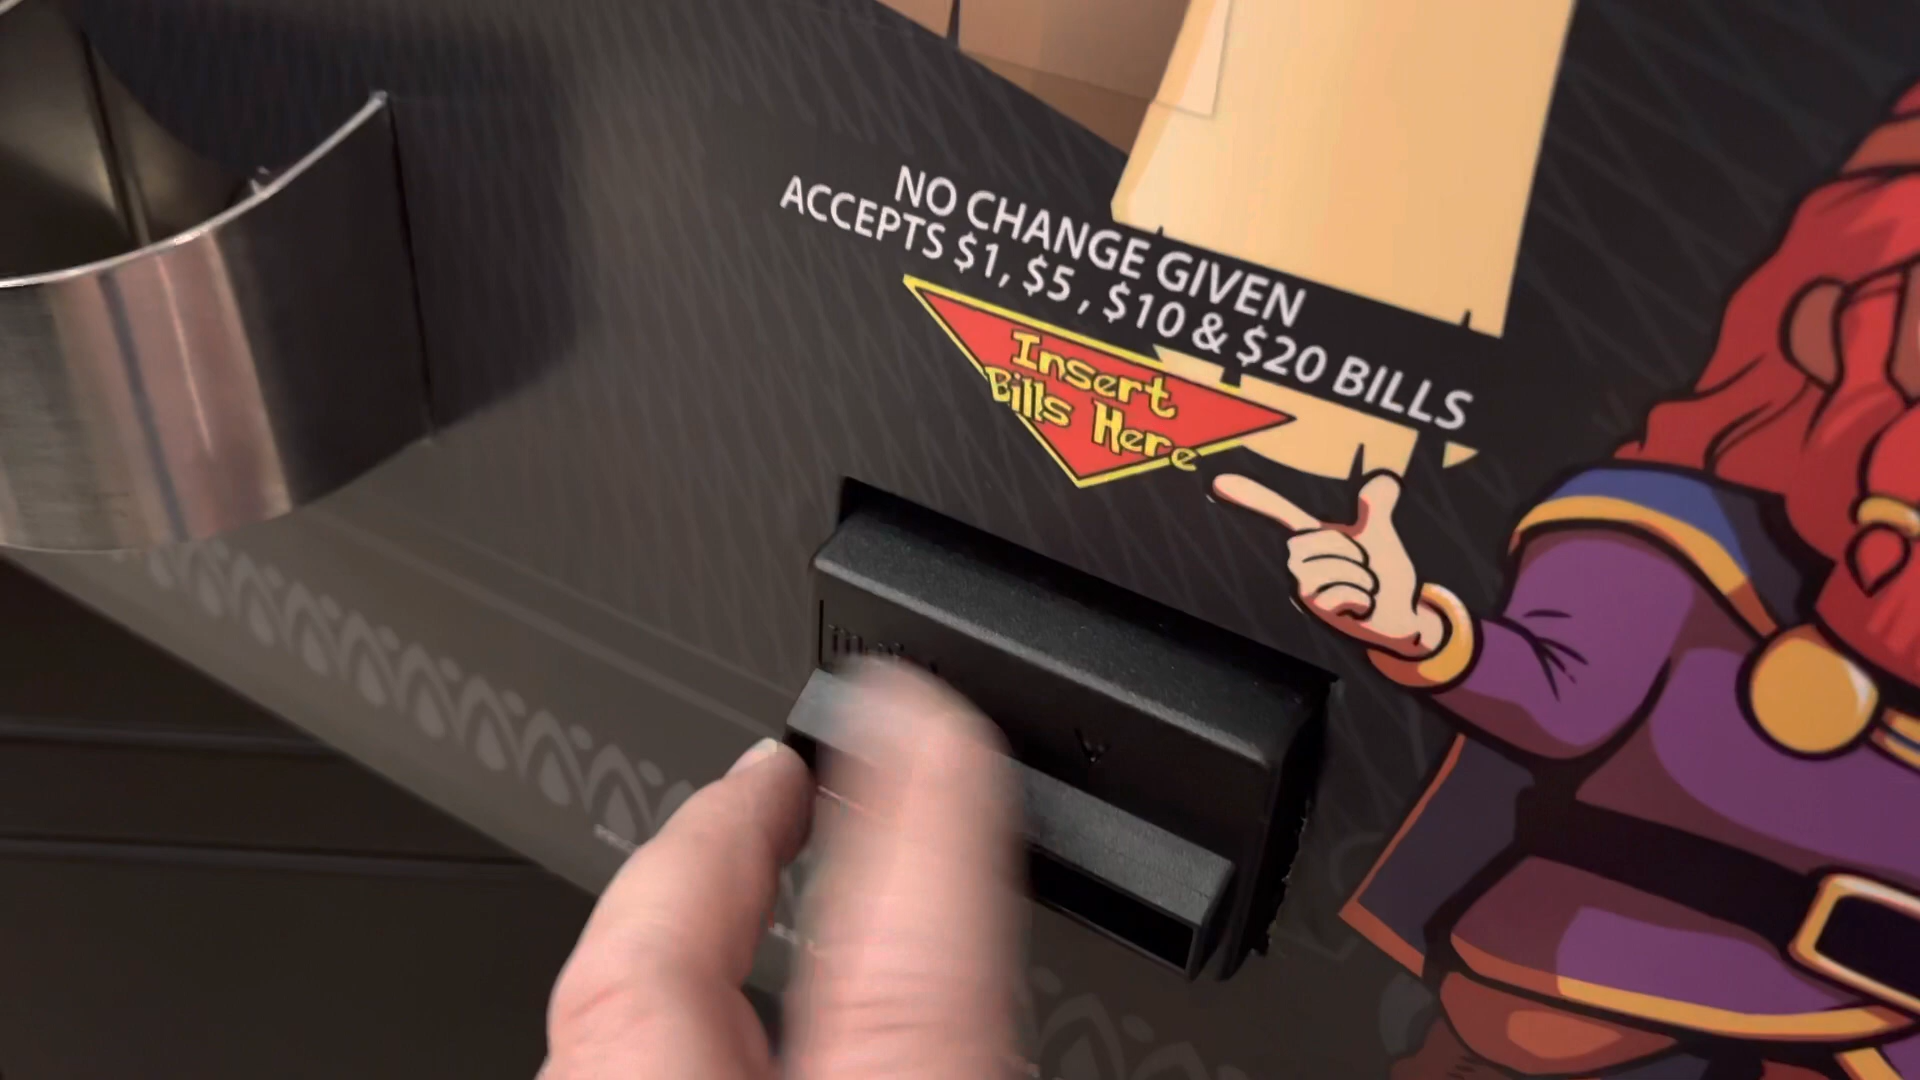 NO CHANGE GIVEN
ACCEPTS $1, $5, $10 & $20 BILLS
Insert
Bills Here